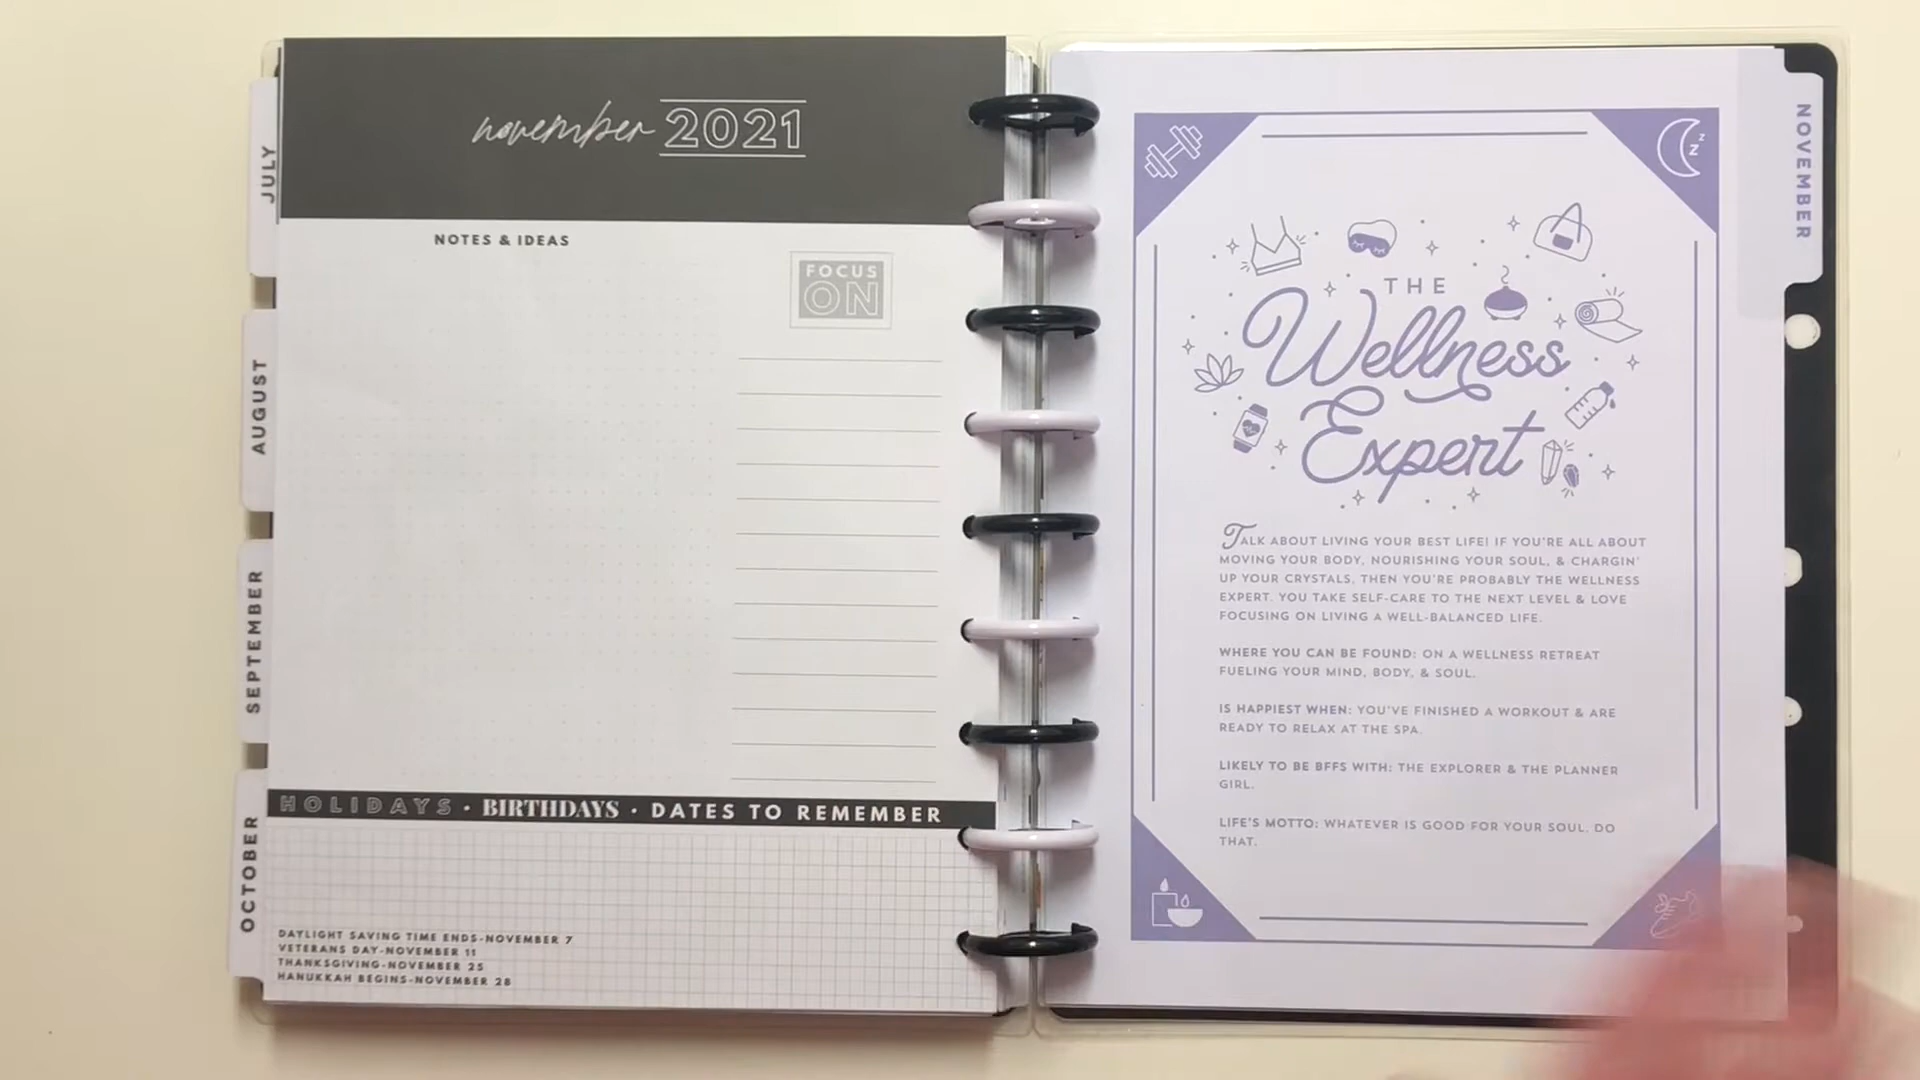 november 2021
NOTES & IDEAS
FOCUS
ON
HOLIDAYS • BIRTHDAYS • DATES TO REMEMBER
DAYLIGHT SAVING TIME ENDS-NOVEMBER 7
VETERANS DAY-NOVEMBER 11
THANKSGIVING-NOVEMBER 25
HANUKKAH BEGINS-NOVEMBER 28
JULY
AUGUST
SEPTEMBER
OCTOBER
THE
Wellness
Expert
TALK ABOUT LIVING YOUR BEST LIFE! IF YOU'RE ALL ABOUT
MOVING YOUR BODY, NOURISHING YOUR SOUL, & CHARGIN'
UP YOUR CRYSTALS, THEN YOU'RE PROBABLY THE WELLNESS
EXPERT. YOU TAKE SELF-CARE TO THE NEXT LEVEL & LOVE
FOCUSING ON LIVING A WELL-BALANCED LIFE.
WHERE YOU CAN BE FOUND: ON A WELLNESS RETREAT
FUELING YOUR MIND, BODY, & SOUL.
IS HAPPIEST WHEN: YOU'VE FINISHED A WORKOUT & ARE
READY TO RELAX AT THE SPA.
LIKELY TO BE BFFS WITH: THE EXPLORER & THE PLANNER
GIRL.
LIFE'S MOTTO: WHATEVER IS GOOD FOR YOUR SOUL, DO
THAT.
z z
NOVEMBER